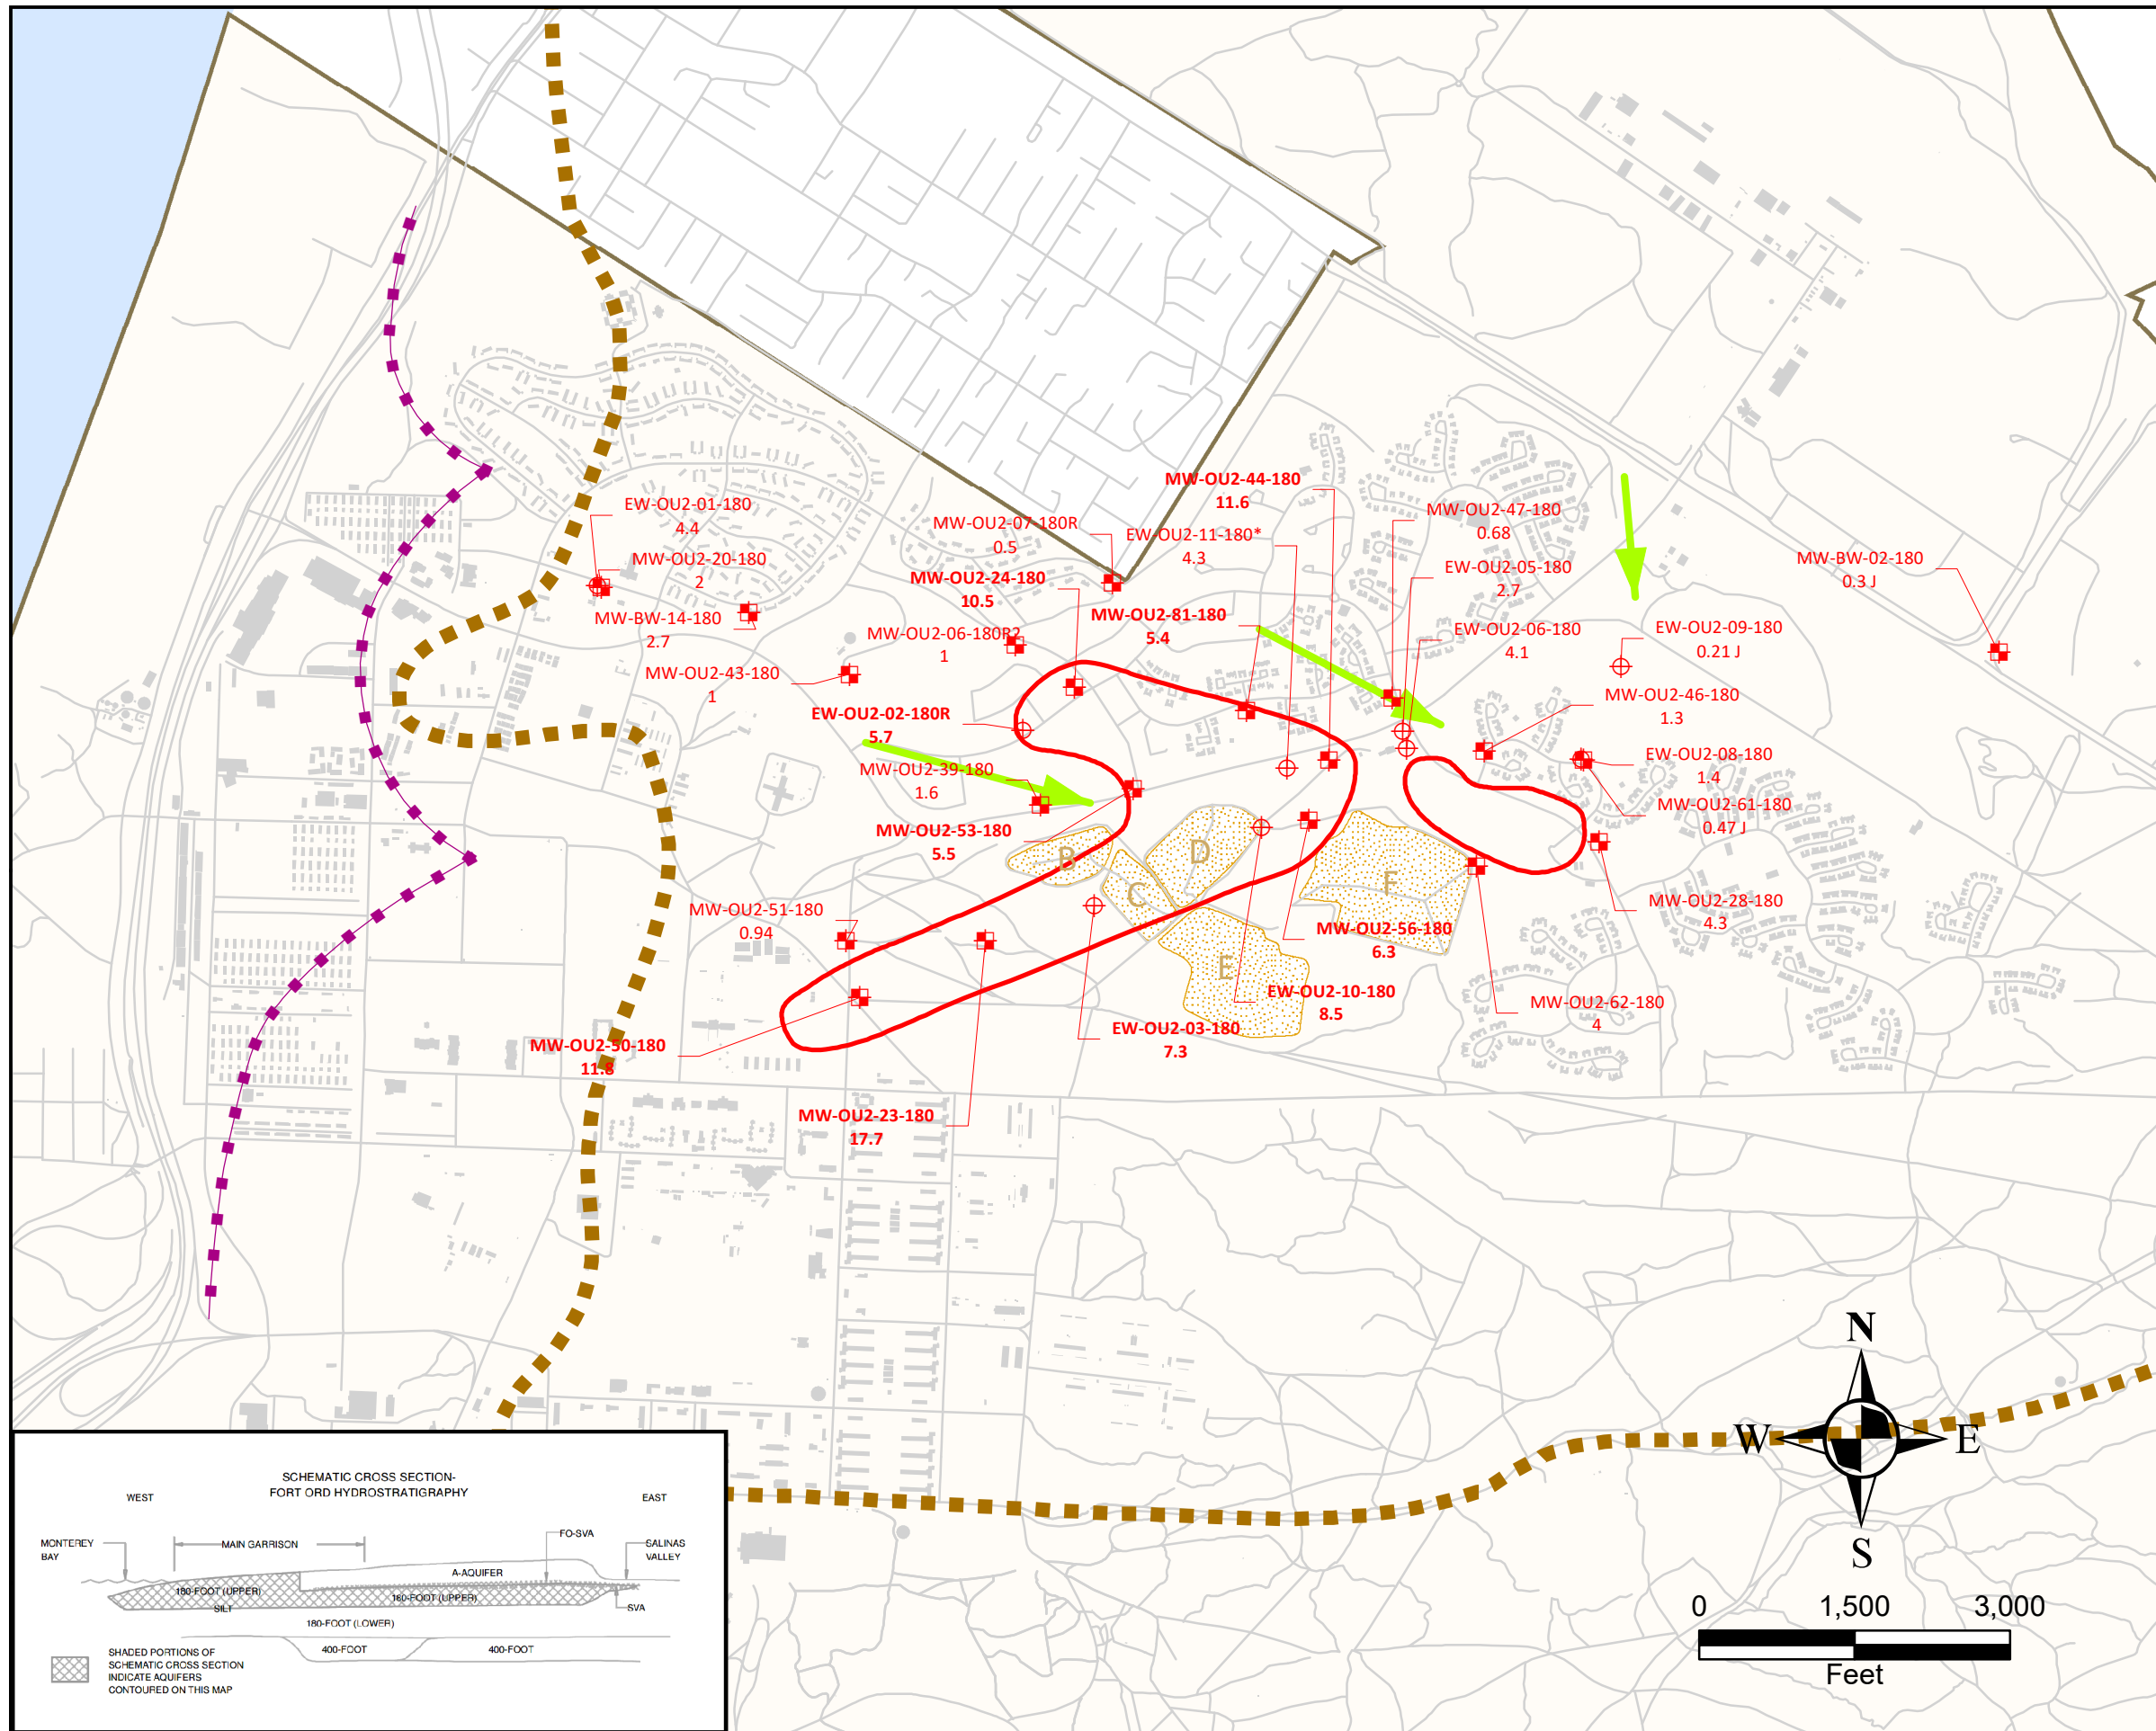 MW-OU2-44-180
11.6
EW-OU2-01-180
4.4
MW-OU2-47-180
0.68
MW-OU2-07-180R
0.5
EW-OU2-11-180*
4.3
MW-OU2-20-180
2
MW-BW-02-180
0.3 J
EW-OU2-05-180
2.7
MW-OU2-24-180
10.5
MW-OU2-81-180
5.4
MW-BW-14-180
2.7
MW-OU2-06-180R2
1
EW-OU2-06-180
4.1
EW-OU2-09-180
0.21 J
MW-OU2-43-180
1
MW-OU2-46-180
1.3
EW-OU2-02-180R
5.7
EW-OU2-08-180
1.4
MW-OU2-39-180
1.6
MW-OU2-61-180
0.47 J
MW-OU2-53-180
5.5
B
D
C
F
E
MW-OU2-51-180
0.94
MW-OU2-28-180
4.3
MW-OU2-56-180
6.3
EW-OU2-10-180
8.5
MW-OU2-62-180
4
EW-OU2-03-180
7.3
MW-OU2-50-180
11.8
MW-OU2-23-180
17.7
N
W
E
S
0 1,500 3,000
Feet
SCHEMATIC CROSS SECTION-
FORT ORD HYDROSTRATIGRAPHY
WEST
EAST
MONTEREY
BAY
MAIN GARRISON
FO-SVA
SALINAS
VALLEY
A-AQUIFER
180-FOOT (UPPER)
180-FOOT (UPPER)
SILT
SVA
180-FOOT (LOWER)
400-FOOT
400-FOOT
SHADED PORTIONS OF
SCHEMATIC CROSS SECTION
INDICATE AQUIFERS
CONTOURED ON THIS MAP